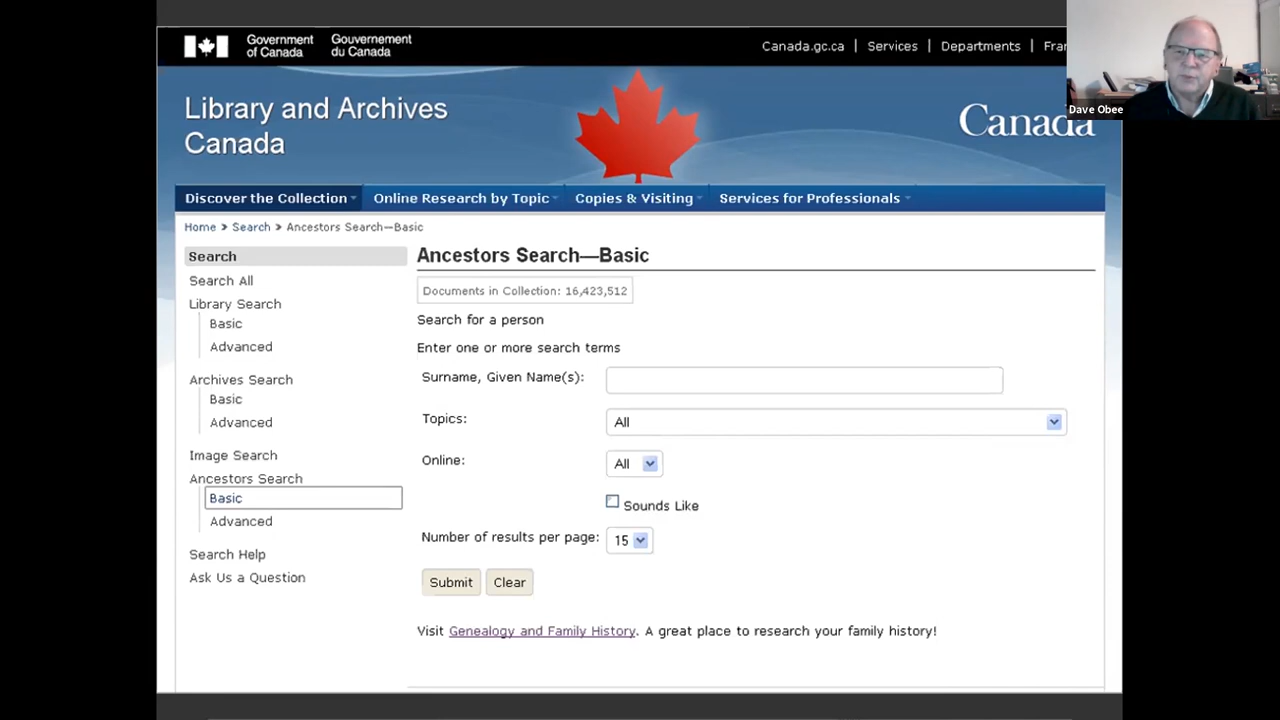 Government
of Canada
Gouvernement
du Canada
Canada.gc.ca | Services | Departments | Fra
Dave Obee
Library and Archives
Canada
Canada
Discover the Collection
Online Research by Topic
Copies & Visiting
Services for Professionals
Home > Search > Ancestors Search—Basic
Search
Search All
Library Search
Basic
Advanced
Archives Search
Basic
Advanced
Image Search
Ancestors Search
Basic
Advanced
Search Help
Ask Us a Question
Ancestors Search—Basic
Documents in Collection: 16,423,512
Search for a person
Enter one or more search terms
Surname, Given Name(s):
Topics: All
Online: All
Sounds Like
Number of results per page: 15
Submit Clear
Visit Genealogy and Family History. A great place to research your family history!